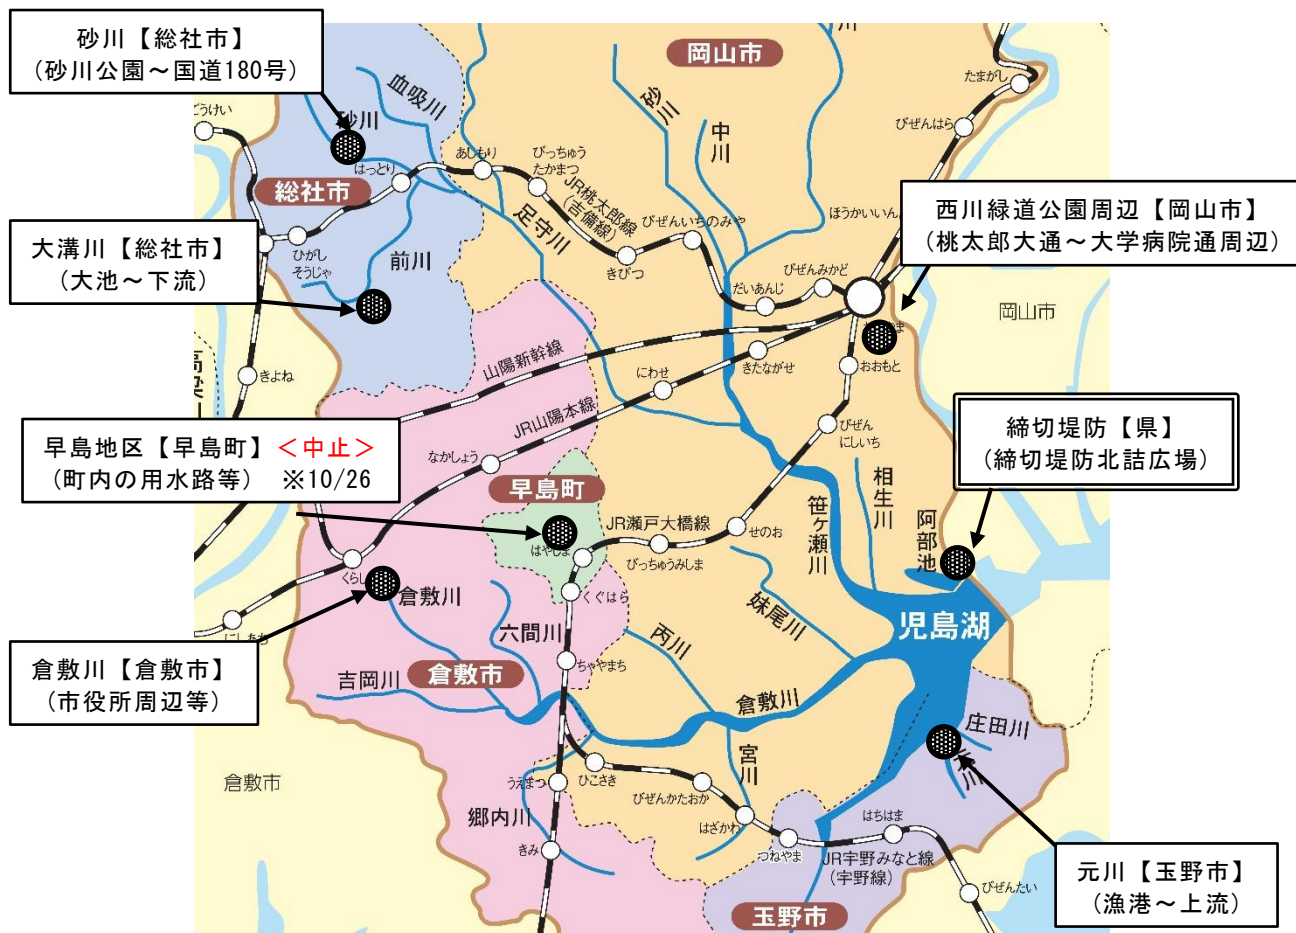 砂川【総社市】
（砂川公園～国道180号）
岡山市
血吸川
砂川
砂川
中川
たまがし
びぜんはら
ごうけい
はっとり
あしもり
びっちゅう
たかまつ
JR桃太郎線
（吉備線）
総社市
足守川
びぜんいちのみや
ほうかいいん
西川緑道公園周辺【岡山市】
（桃太郎大通～大学病院通周辺）
大溝川【総社市】
（大池～下流）
ひがし
そうじゃ
前川
きびつ
だいあんじ
びぜんみかど
岡山市
高梁川
きよね
山陽新幹線
にわせ
きたながせ
おおもと
JR山陽本線
早島地区【早島町】＜中止＞
（町内の用水路等） ※10/26
なかしょう
びぜん
にしいち
締切堤防【県】
（締切堤防北詰広場）
早島町
JR瀬戸大橋線
せのお
笹ヶ瀬川
相生川
阿部池
はやしま
びっちゅうみしま
くらし
倉敷川
くぐはら
六間川
妹尾川
児島湖
倉敷川【倉敷市】
（市役所周辺等）
倉敷市
吉岡川
ちゃやまち
丙川
倉敷川
庄田川
宮川
倉敷市
うえまつ
ひこさき
びぜんかたおか
郷内川
はざかわ
はちはま
きみ
つねやま
JR宇野みなと線
（宇野線）
びぜんたい
元川【玉野市】
（漁港～上流）
玉野市